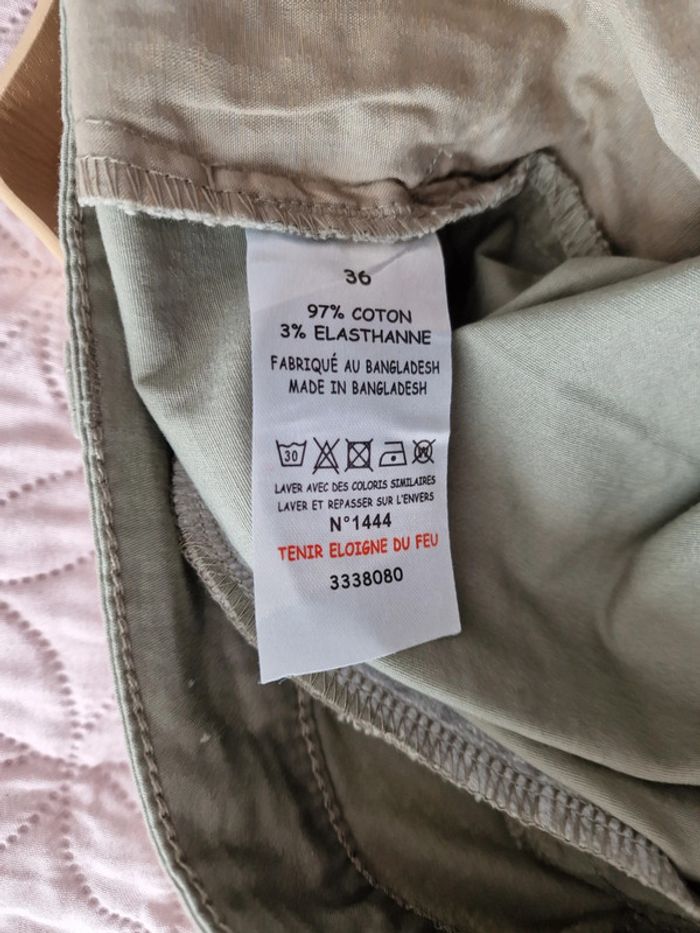 36
97% COTON
3% ELASTHANNE
FABRIQUÉ AU BANGLADESH
MADE IN BANGLADESH
30
LAVER AVEC DES COLORIS SIMILAIRES
LAVER ET REPASSER SUR L'ENVERS
N°1444
TENIR ELOIGNE DU FEU
3338080